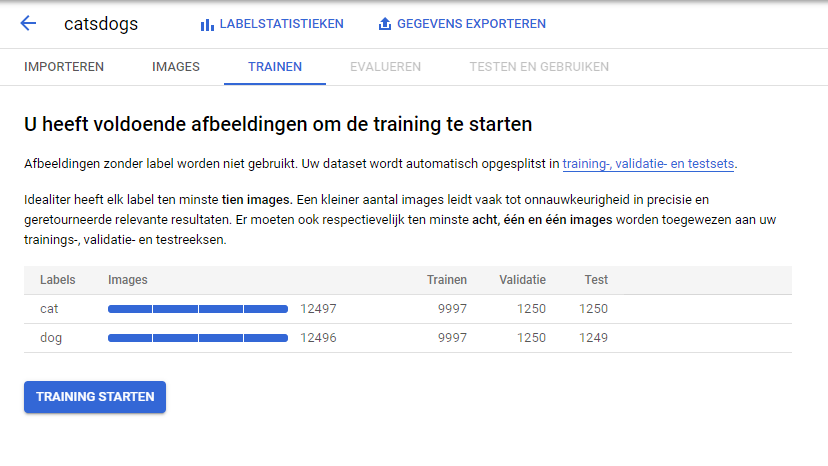 catsdogs LABELSTATISTIEKEN GEGEVENS EXPORTEREN
IMPORTEREN IMAGES TRAINEN EVALUEREN TESTEN EN GEBRUIKEN
U heeft voldoende afbeeldingen om de training te starten
Afbeeldingen zonder label worden niet gebruikt. Uw dataset wordt automatisch opgesplitst in training-, validatie- en testsets.
Idealiter heeft elk label ten minste tien images. Een kleiner aantal images leidt vaak tot onnauwkeurigheid in precisie en
geretourneerde relevante resultaten. Er moeten ook respectievelijk ten minste acht, één en één images worden toegewezen aan uw
trainings-, validatie- en testreeksen.
Labels Images Trainen Validatie Test
cat 12497 9997 1250 1250
dog 12496 9997 1250 1249
TRAINING STARTEN